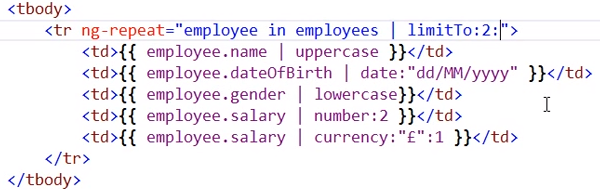 <tbody>
<tr ng-repeat="employee in employees | limitTo:2:">
<td>{{ employee.name | uppercase }}</td>
<td>{{ employee.dateOfBirth | date:"dd/MM/yyyy" }}</td>
<td>{{ employee.gender | lowercase}}</td>
<td>{{ employee.salary | number:2 }}</td>
<td>{{ employee.salary | currency:"£":1 }}</td>
</tr>
</tbody>